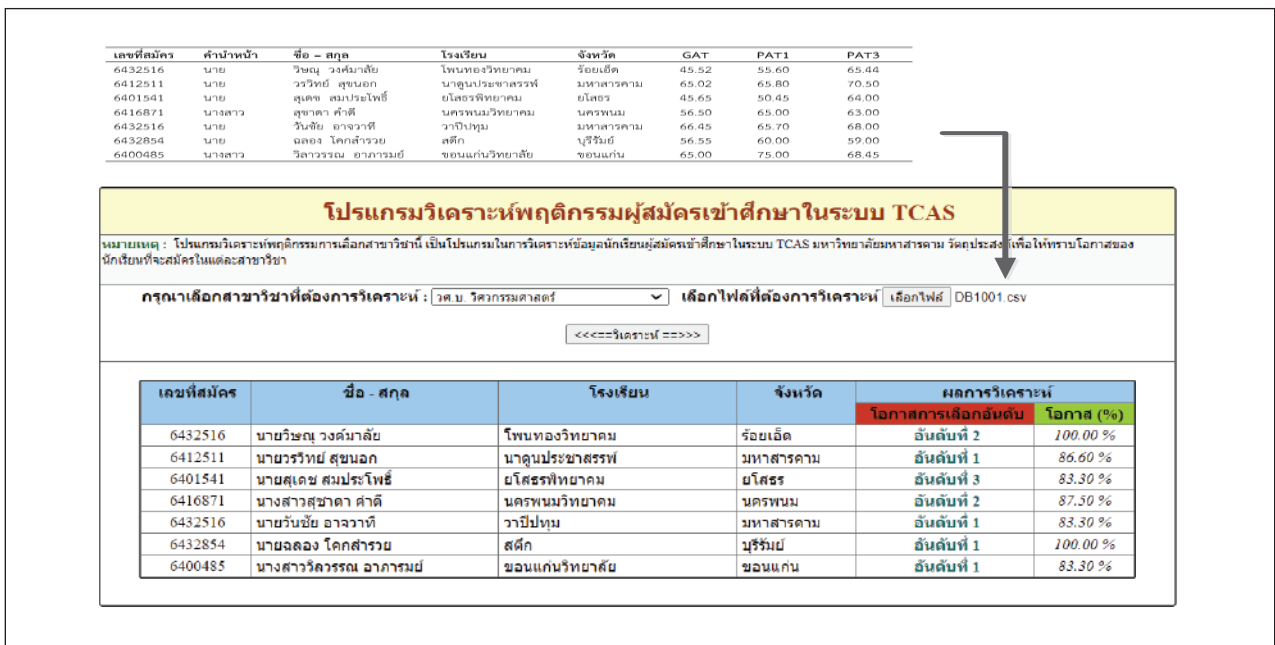 เลขที่สมัคร คำนำหน้า ชื่อ – สกุล โรงเรียน จังหวัด GAT PAT1 PAT3
6432516 นาย วิษณุ วงค์มาลัย โพนทองวิทยาคม ร้อยเอ็ด 45.52 55.60 65.44
6412511 นาย วรวิทย์ สุขนอก นาดูนประชาสรรพ์ มหาสารคาม 65.02 65.80 70.50
6401541 นาย สุเดช สมประโพธิ์ ยโสธรพิทยาคม ยโสธร 45.65 50.45 64.00
6416871 นางสาว สุชาดา คำดี นครพนมวิทยาคม นครพนม 56.50 65.00 63.00
6432516 นาย วันชัย อาจวาที วาปีปทุม มหาสารคาม 66.45 65.70 68.00
6432854 นาย ฉลอง โคกสำรวย สตึก บุรีรัมย์ 56.55 60.00 59.00
6400485 นางสาว วิลาวรรณ อาภารมย์ ขอนแก่นวิทยาลัย ขอนแก่น 65.00 75.00 68.45
โปรแกรมวิเคราะห์พฤติกรรมผู้สมัครเข้าศึกษาในระบบ TCAS
หมายเหตุ : โปรแกรมวิเคราะห์พฤติกรรมการเลือกสาขาวิชานี้ เป็นโปรแกรมในการวิเคราะห์ข้อมูลนักเรียนผู้สมัครเข้าศึกษาในระบบ TCAS มหาวิทยาลัยมหาสารคาม วัตถุประสงค์เพื่อให้ทราบโอกาสของ
นักเรียนที่จะสมัครในแต่ละสาขาวิชา
กรุณาเลือกสาขาวิชาที่ต้องการวิเคราะห์ : วศ.บ. วิศวกรรมศาสตร์ เลือกไฟล์ที่ต้องการวิเคราะห์ เลือกไฟล์ DB1001.csv
<<<==วิเคราะห์ ==>>>
เลขที่สมัคร ชื่อ - สกุล โรงเรียน จังหวัด ผลการวิเคราะห์
โอกาสการเลือกอันดับ โอกาส (%)
6432516 นายวิษณุ วงค์มาลัย โพนทองวิทยาคม ร้อยเอ็ด อันดับที่ 2 100.00 %
6412511 นายวรวิทย์ สุขนอก นาดูนประชาสรรพ์ มหาสารคาม อันดับที่ 1 86.60 %
6401541 นายสุเดช สมประโพธิ์ ยโสธรพิทยาคม ยโสธร อันดับที่ 3 83.30 %
6416871 นางสาวสุชาดา คำดี นครพนมวิทยาคม นครพนม อันดับที่ 2 87.50 %
6432516 นายวันชัย อาจวาที วาปีปทุม มหาสารคาม อันดับที่ 1 83.30 %
6432854 นายฉลอง โคกสำรวย สตึก บุรีรัมย์ อันดับที่ 1 100.00 %
6400485 นางสาววิลวรรณ อาภารมย์ ขอนแก่นวิทยาลัย ขอนแก่น อันดับที่ 1 83.30 %